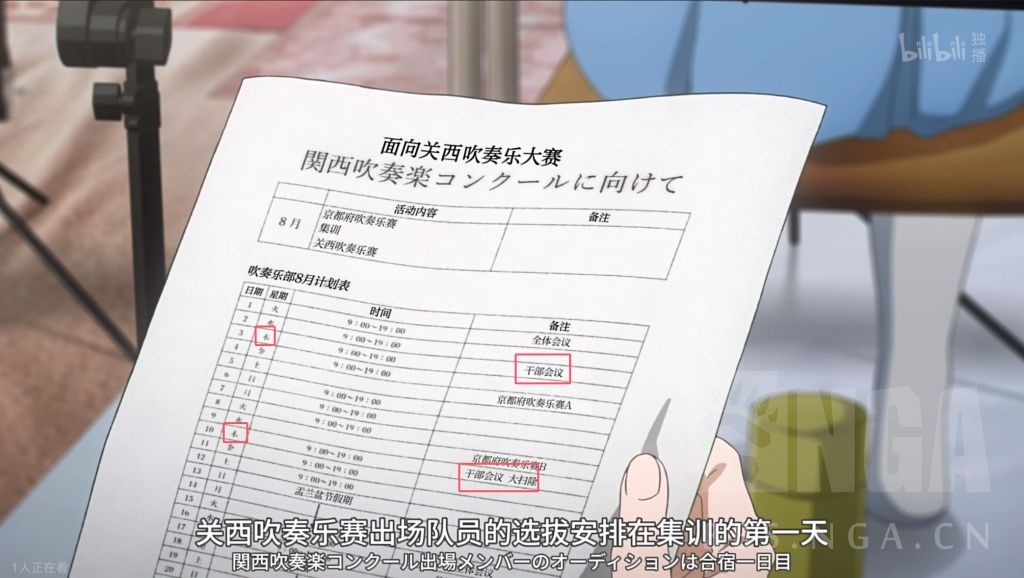 bilibili 独播
面向关西吹奏乐大赛
関西吹奏楽コンクールに向けて
活动内容 备注
8月 京都府吹奏乐赛
集训
关西吹奏乐赛
吹奏乐部8月计划表
日期 星期 时间 备注
1 火 9:00~19:00 全体会议
2 水 9:00~19:00
3 木 9:00~19:00 干部会议
4 金 9:00~19:00
5 土 京都府吹奏乐赛A
6 日 9:00~19:00
7 月 9:00~19:00
8 火 9:00~19:00
9 水 京都府吹奏乐赛B
10 木 9:00~19:00 干部会议 大扫除
11 金 9:00~19:00
12 土 9:00~19:00
13 日 盂兰盆节假期
14 月
15
16
17
18
19
20
NGA
关西吹奏乐赛出场队员的选拔安排在集训的第一天
関西吹奏楽コンクール出場メンバーのオーディションは合宿一日目
NGA.CN
1人正在看